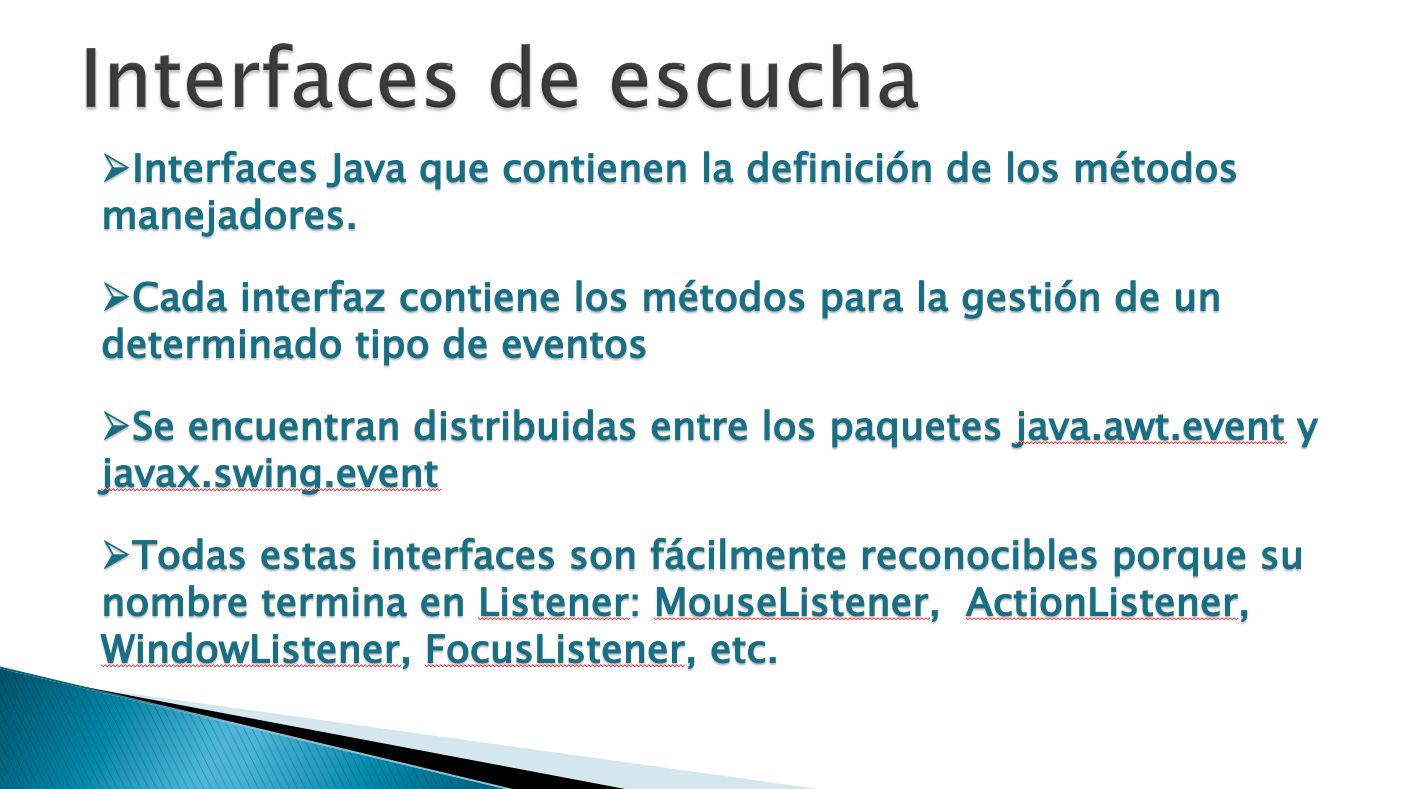 Interfaces de escucha
➢Interfaces Java que contienen la definición de los métodos
manejadores.
➢Cada interfaz contiene los métodos para la gestión de un
determinado tipo de eventos
➢Se encuentran distribuidas entre los paquetes java.awt.event y
javax.swing.event
➢Todas estas interfaces son fácilmente reconocibles porque su
nombre termina en Listener: MouseListener,  ActionListener,
WindowListener, FocusListener, etc.